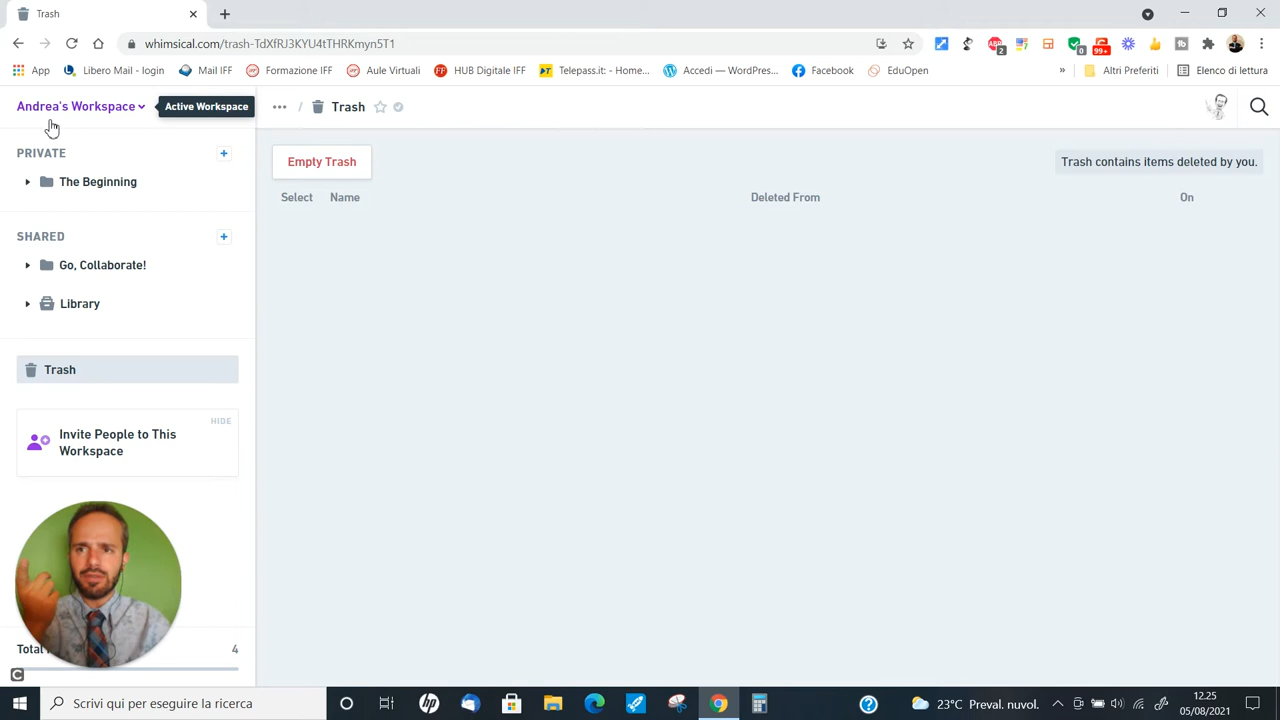 Trash
whimsical.com/trash-TdXfRJ3KYU4tTHRKmyn5T1
App
Libero Mail - login
Mail IFF
Formazione IFF
Aule Virtuali
HUB Digitale IFF
Telepass.it: - Home...
Accedi — WordPres...
Facebook
EduOpen
»
Altri Preferiti
Elenco di lettura
Andrea's Workspace
Active Workspace
... / Trash
PRIVATE +
The Beginning
SHARED +
Go, Collaborate!
Library
Trash
HIDE
Invite People to This
Workspace
4
Empty Trash
Trash contains items deleted by you.
Select Name Deleted From On
Scrivi qui per eseguire la ricerca
23°C Preval. nuvol.
12.25
05/08/2021